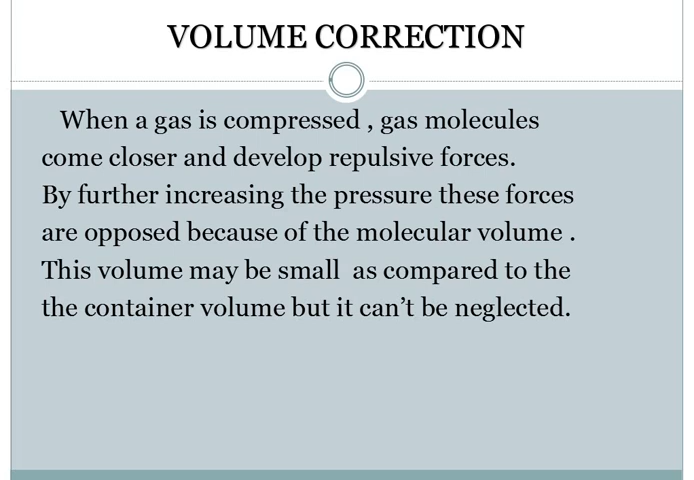 VOLUME CORRECTION
When a gas is compressed , gas molecules
come closer and develop repulsive forces.
By further increasing the pressure these forces
are opposed because of the molecular volume .
This volume may be small  as compared to the
the container volume but it can’t be neglected.